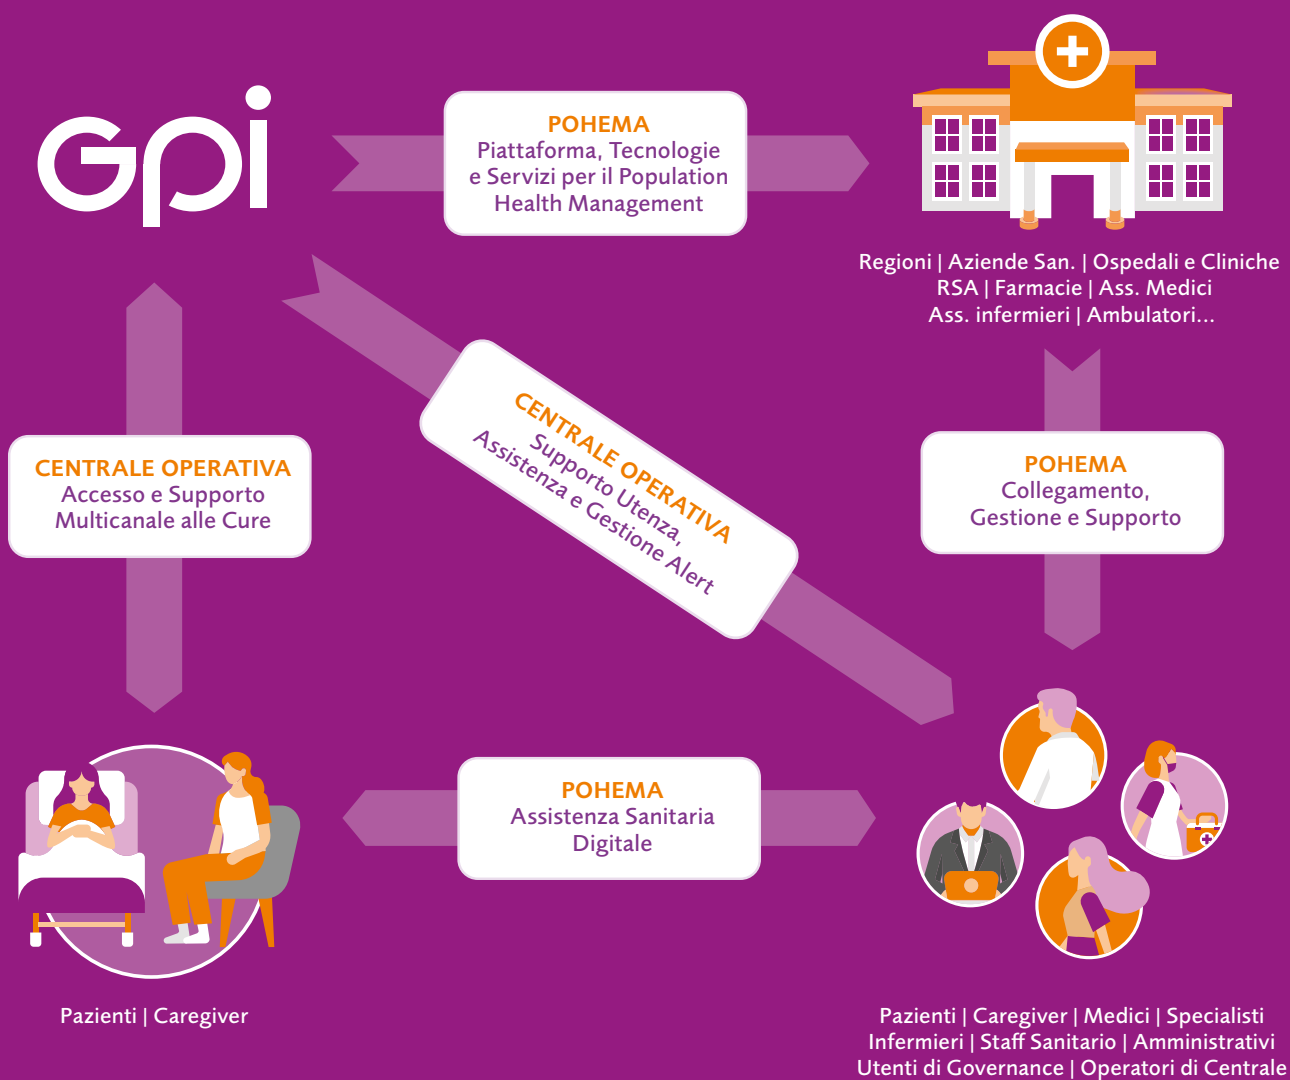 Gpi
POHEMA
Piattaforma, Tecnologie
e Servizi per il Population
Health Management
Regioni | Aziende San. | Ospedali e Cliniche
RSA | Farmacie | Ass. Medici
Ass. infermieri | Ambulatori...
CENTRALE OPERATIVA
Accesso e Supporto
Multicanale alle Cure
CENTRALE OPERATIVA
Supporto Utenza,
Assistenza e Gestione Alert
POHEMA
Collegamento,
Gestione e Supporto
POHEMA
Assistenza Sanitaria
Digitale
Pazienti | Caregiver
Pazienti | Caregiver | Medici | Specialisti
Infermieri | Staff Sanitario | Amministrativi
Utenti di Governance | Operatori di Centrale